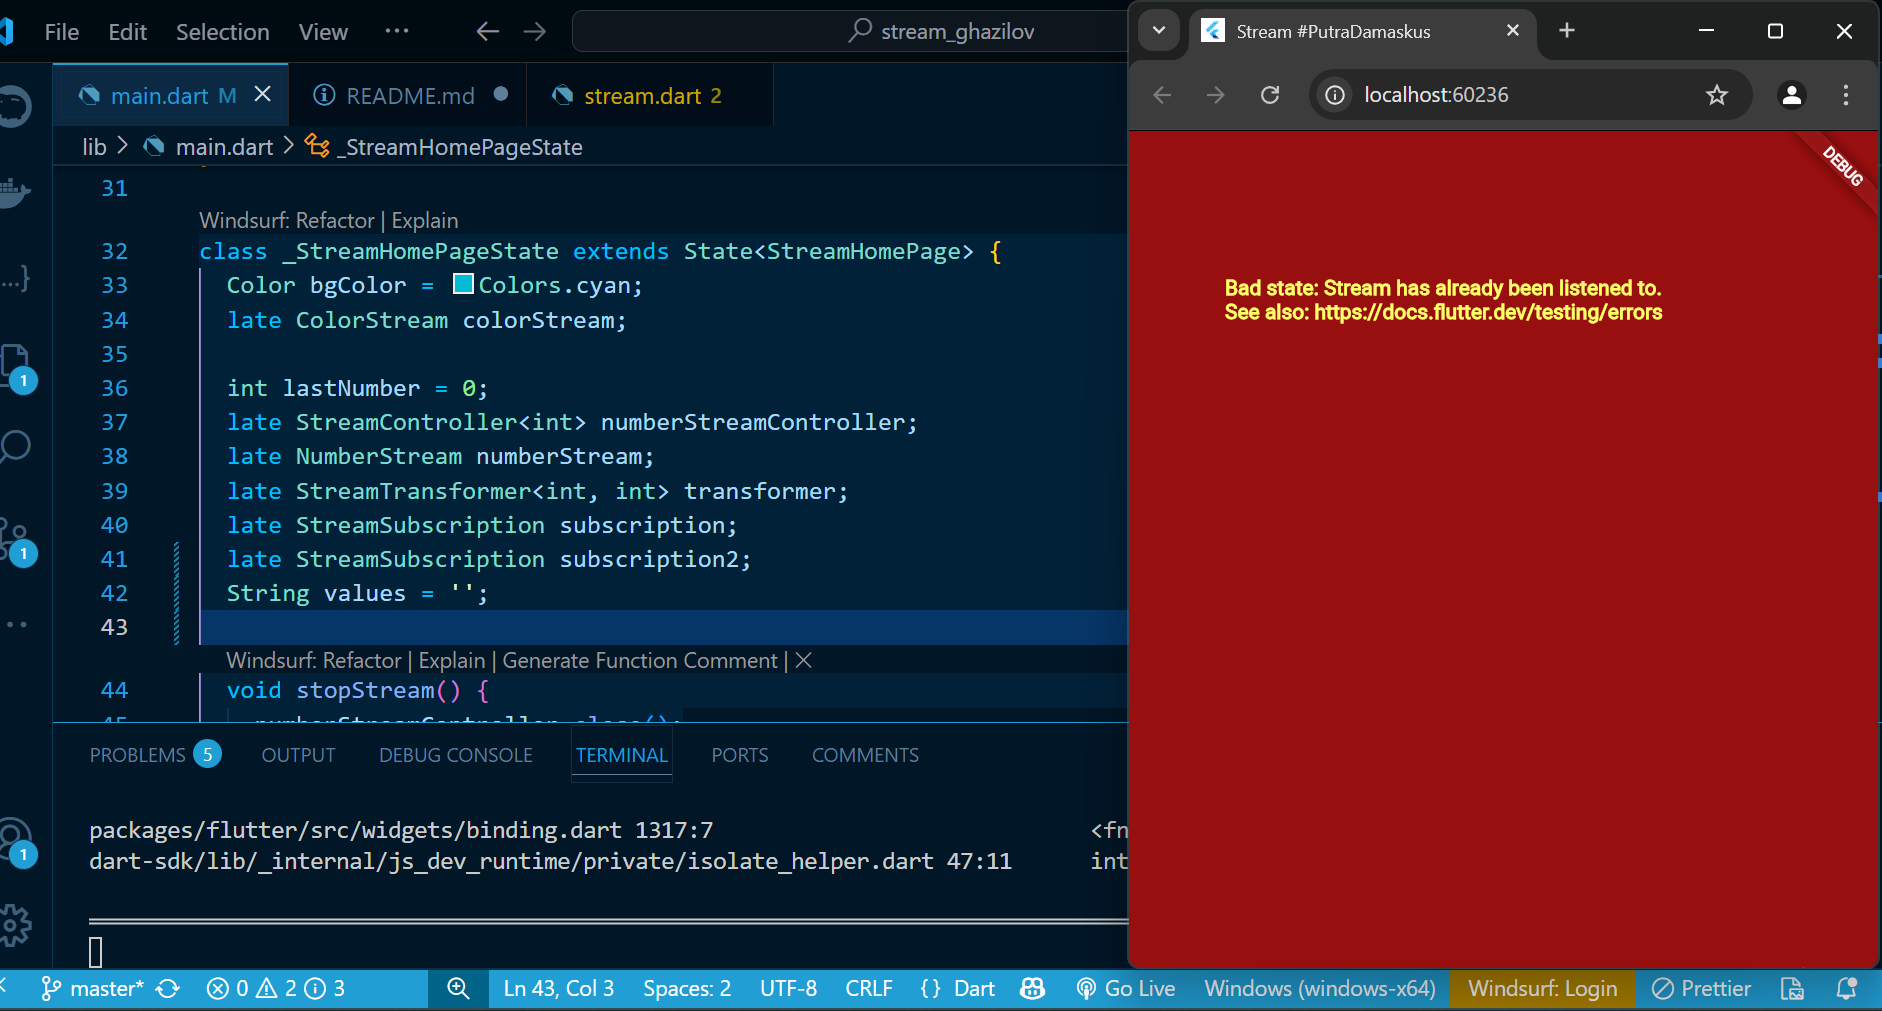 File Edit Selection View ···
stream_ghazilov
main.dart M
README.md
stream.dart 2
lib > main.dart > _StreamHomePageState
31
Windsurf: Refactor | Explain
32 class _StreamHomePageState extends State<StreamHomePage> {
33 Color bgColor = Colors.cyan;
34 late ColorStream colorStream;
35
36 int lastNumber = 0;
37 late StreamController<int> numberStreamController;
38 late NumberStream numberStream;
39 late StreamTransformer<int, int> transformer;
40 late StreamSubscription subscription;
41 late StreamSubscription subscription2;
42 String values = '';
43
Windsurf: Refactor | Explain | Generate Function Comment | ×
44 void stopStream() {
45 numberStreamController.close();
1
1
1
PROBLEMS 5 OUTPUT DEBUG CONSOLE TERMINAL PORTS COMMENTS
packages/flutter/src/widgets/binding.dart 1317:7 <fn
dart-sdk/lib/_internal/js_dev_runtime/private/isolate_helper.dart 47:11 int
master* 0 2 3 Ln 43, Col 3 Spaces: 2 UTF-8 CRLF {} Dart Go Live Windows (windows-x64) Windsurf: Login Prettier
Stream #PutraDamaskus
localhost:60236
DEBUG
Bad state: Stream has already been listened to.
See also: https://docs.flutter.dev/testing/errors